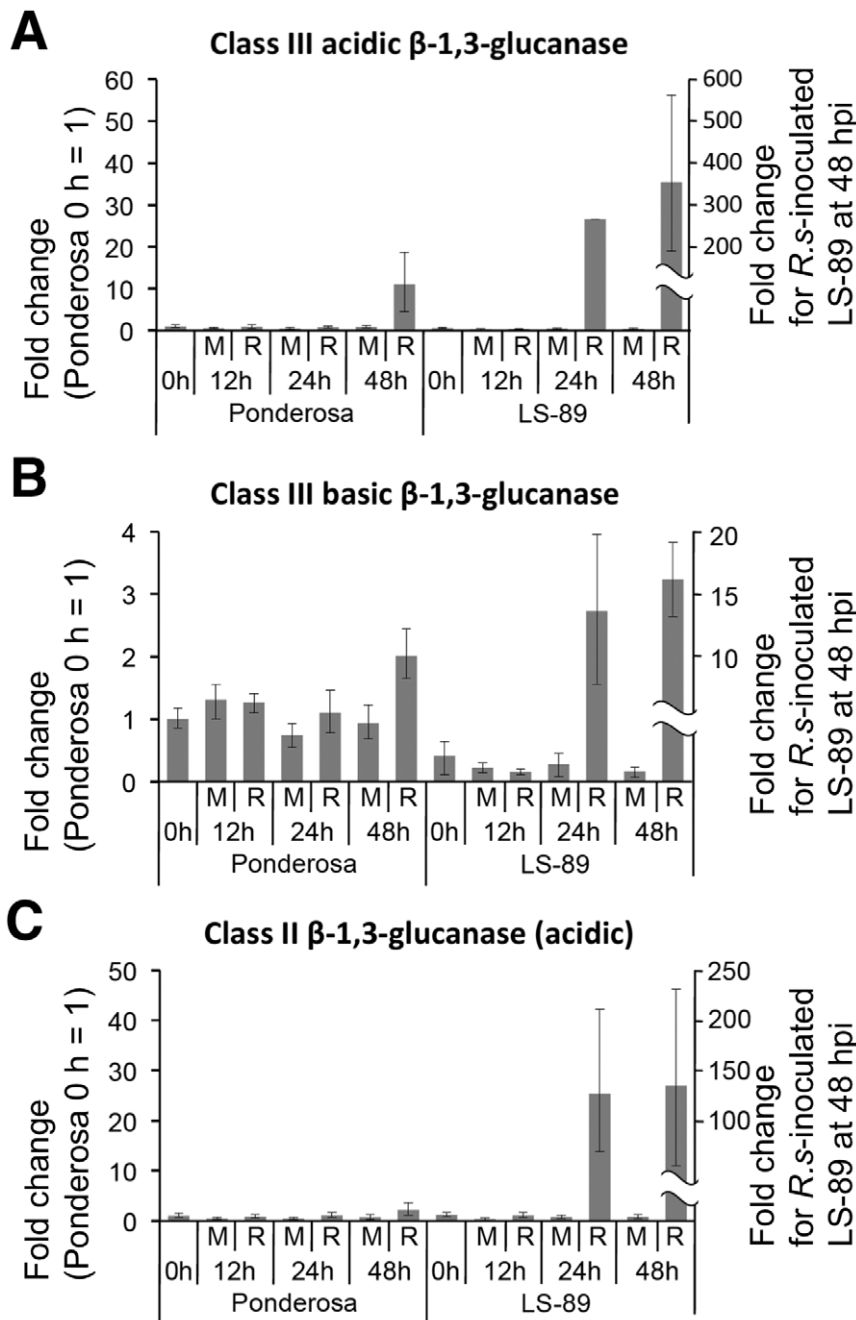 A
Class III acidic β-1,3-glucanase
Fold change
(Ponderosa 0 h = 1)
60
50
40
30
20
10
0
600
500
400
300
200
Fold change
for R.s-inoculated
LS-89 at 48 hpi
M R M R M R M R M R M R
0h 12h 24h 48h 0h 12h 24h 48h
Ponderosa LS-89
B
Class III basic β-1,3-glucanase
Fold change
(Ponderosa 0 h = 1)
4
3
2
1
0
20
15
10
Fold change
for R.s-inoculated
LS-89 at 48 hpi
M R M R M R M R M R M R
0h 12h 24h 48h 0h 12h 24h 48h
Ponderosa LS-89
C
Class II β-1,3-glucanase (acidic)
Fold change
(Ponderosa 0 h = 1)
50
40
30
20
10
0
250
200
150
100
Fold change
for R.s-inoculated
LS-89 at 48 hpi
M R M R M R M R M R M R
0h 12h 24h 48h 0h 12h 24h 48h
Ponderosa LS-89